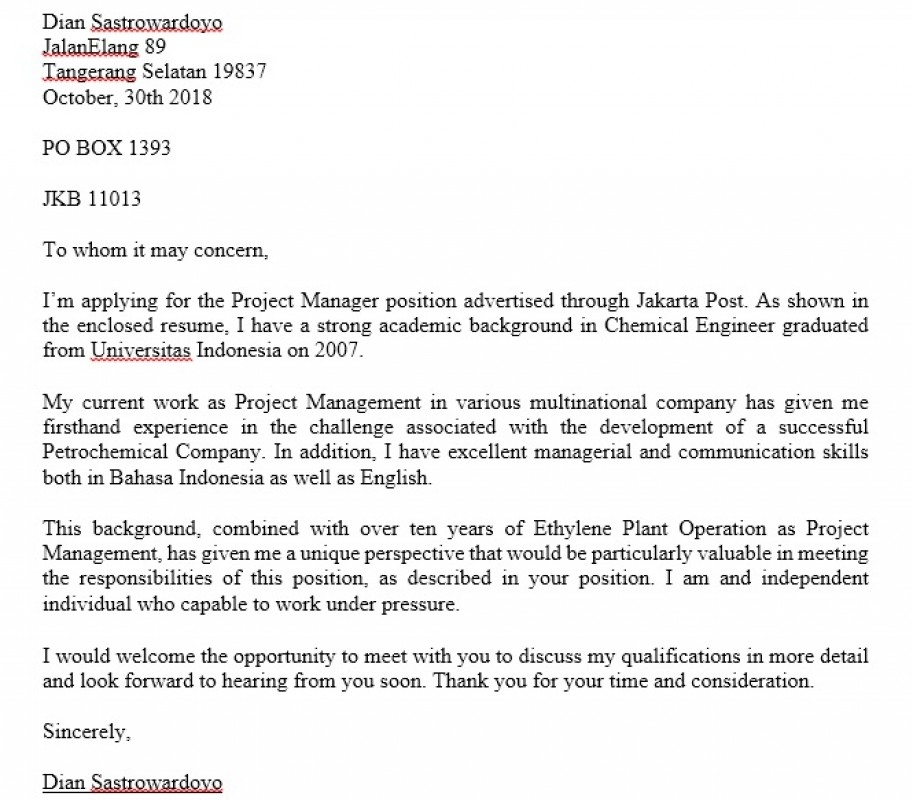 Dian Sastrowardoyo
JalanElang 89
Tangerang Selatan 19837
October, 30th 2018
PO BOX 1393
JKB 11013
To whom it may concern,
I'm applying for the Project Manager position advertised through Jakarta Post. As shown in
the enclosed resume, I have a strong academic background in Chemical Engineer graduated
from Universitas Indonesia on 2007.
My current work as Project Management in various multinational company has given me
firsthand experience in the challenge associated with the development of a successful
Petrochemical Company. In addition, I have excellent managerial and communication skills
both in Bahasa Indonesia as well as English.
This background, combined with over ten years of Ethylene Plant Operation as Project
Management, has given me a unique perspective that would be particularly valuable in meeting
the responsibilities of this position, as described in your position. I am and independent
individual who capable to work under pressure.
I would welcome the opportunity to meet with you to discuss my qualifications in more detail
and look forward to hearing from you soon. Thank you for your time and consideration.
Sincerely,
Dian Sastrowardoyo